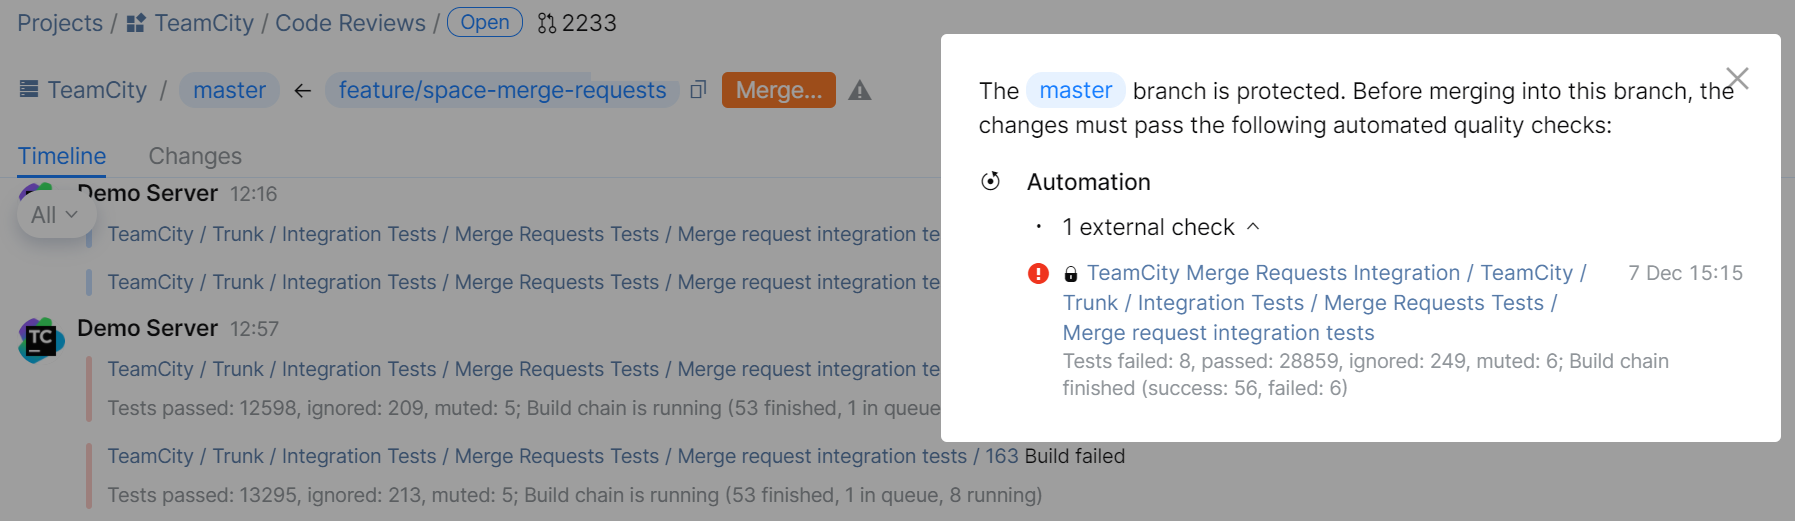 Projects / TeamCity / Code Reviews / Open 2233
TeamCity / master ← feature/space-merge-requests Merge...
Timeline Changes
All
Demo Server 12:16
TeamCity / Trunk / Integration Tests / Merge Requests Tests / Merge request integration te
TeamCity / Trunk / Integration Tests / Merge Requests Tests / Merge request integration te
TC
Demo Server 12:57
TeamCity / Trunk / Integration Tests / Merge Requests Tests / Merge request integration te
Tests passed: 12598, ignored: 209, muted: 5; Build chain is running (53 finished, 1 in queue
TeamCity / Trunk / Integration Tests / Merge Requests Tests / Merge request integration tests / 163 Build failed
Tests passed: 13295, ignored: 213, muted: 5; Build chain is running (53 finished, 1 in queue, 8 running)
The master branch is protected. Before merging into this branch, the
changes must pass the following automated quality checks:
Automation
· 1 external check
TeamCity Merge Requests Integration / TeamCity / 7 Dec 15:15
Trunk / Integration Tests / Merge Requests Tests /
Merge request integration tests
Tests failed: 8, passed: 28859, ignored: 249, muted: 6; Build chain
finished (success: 56, failed: 6)